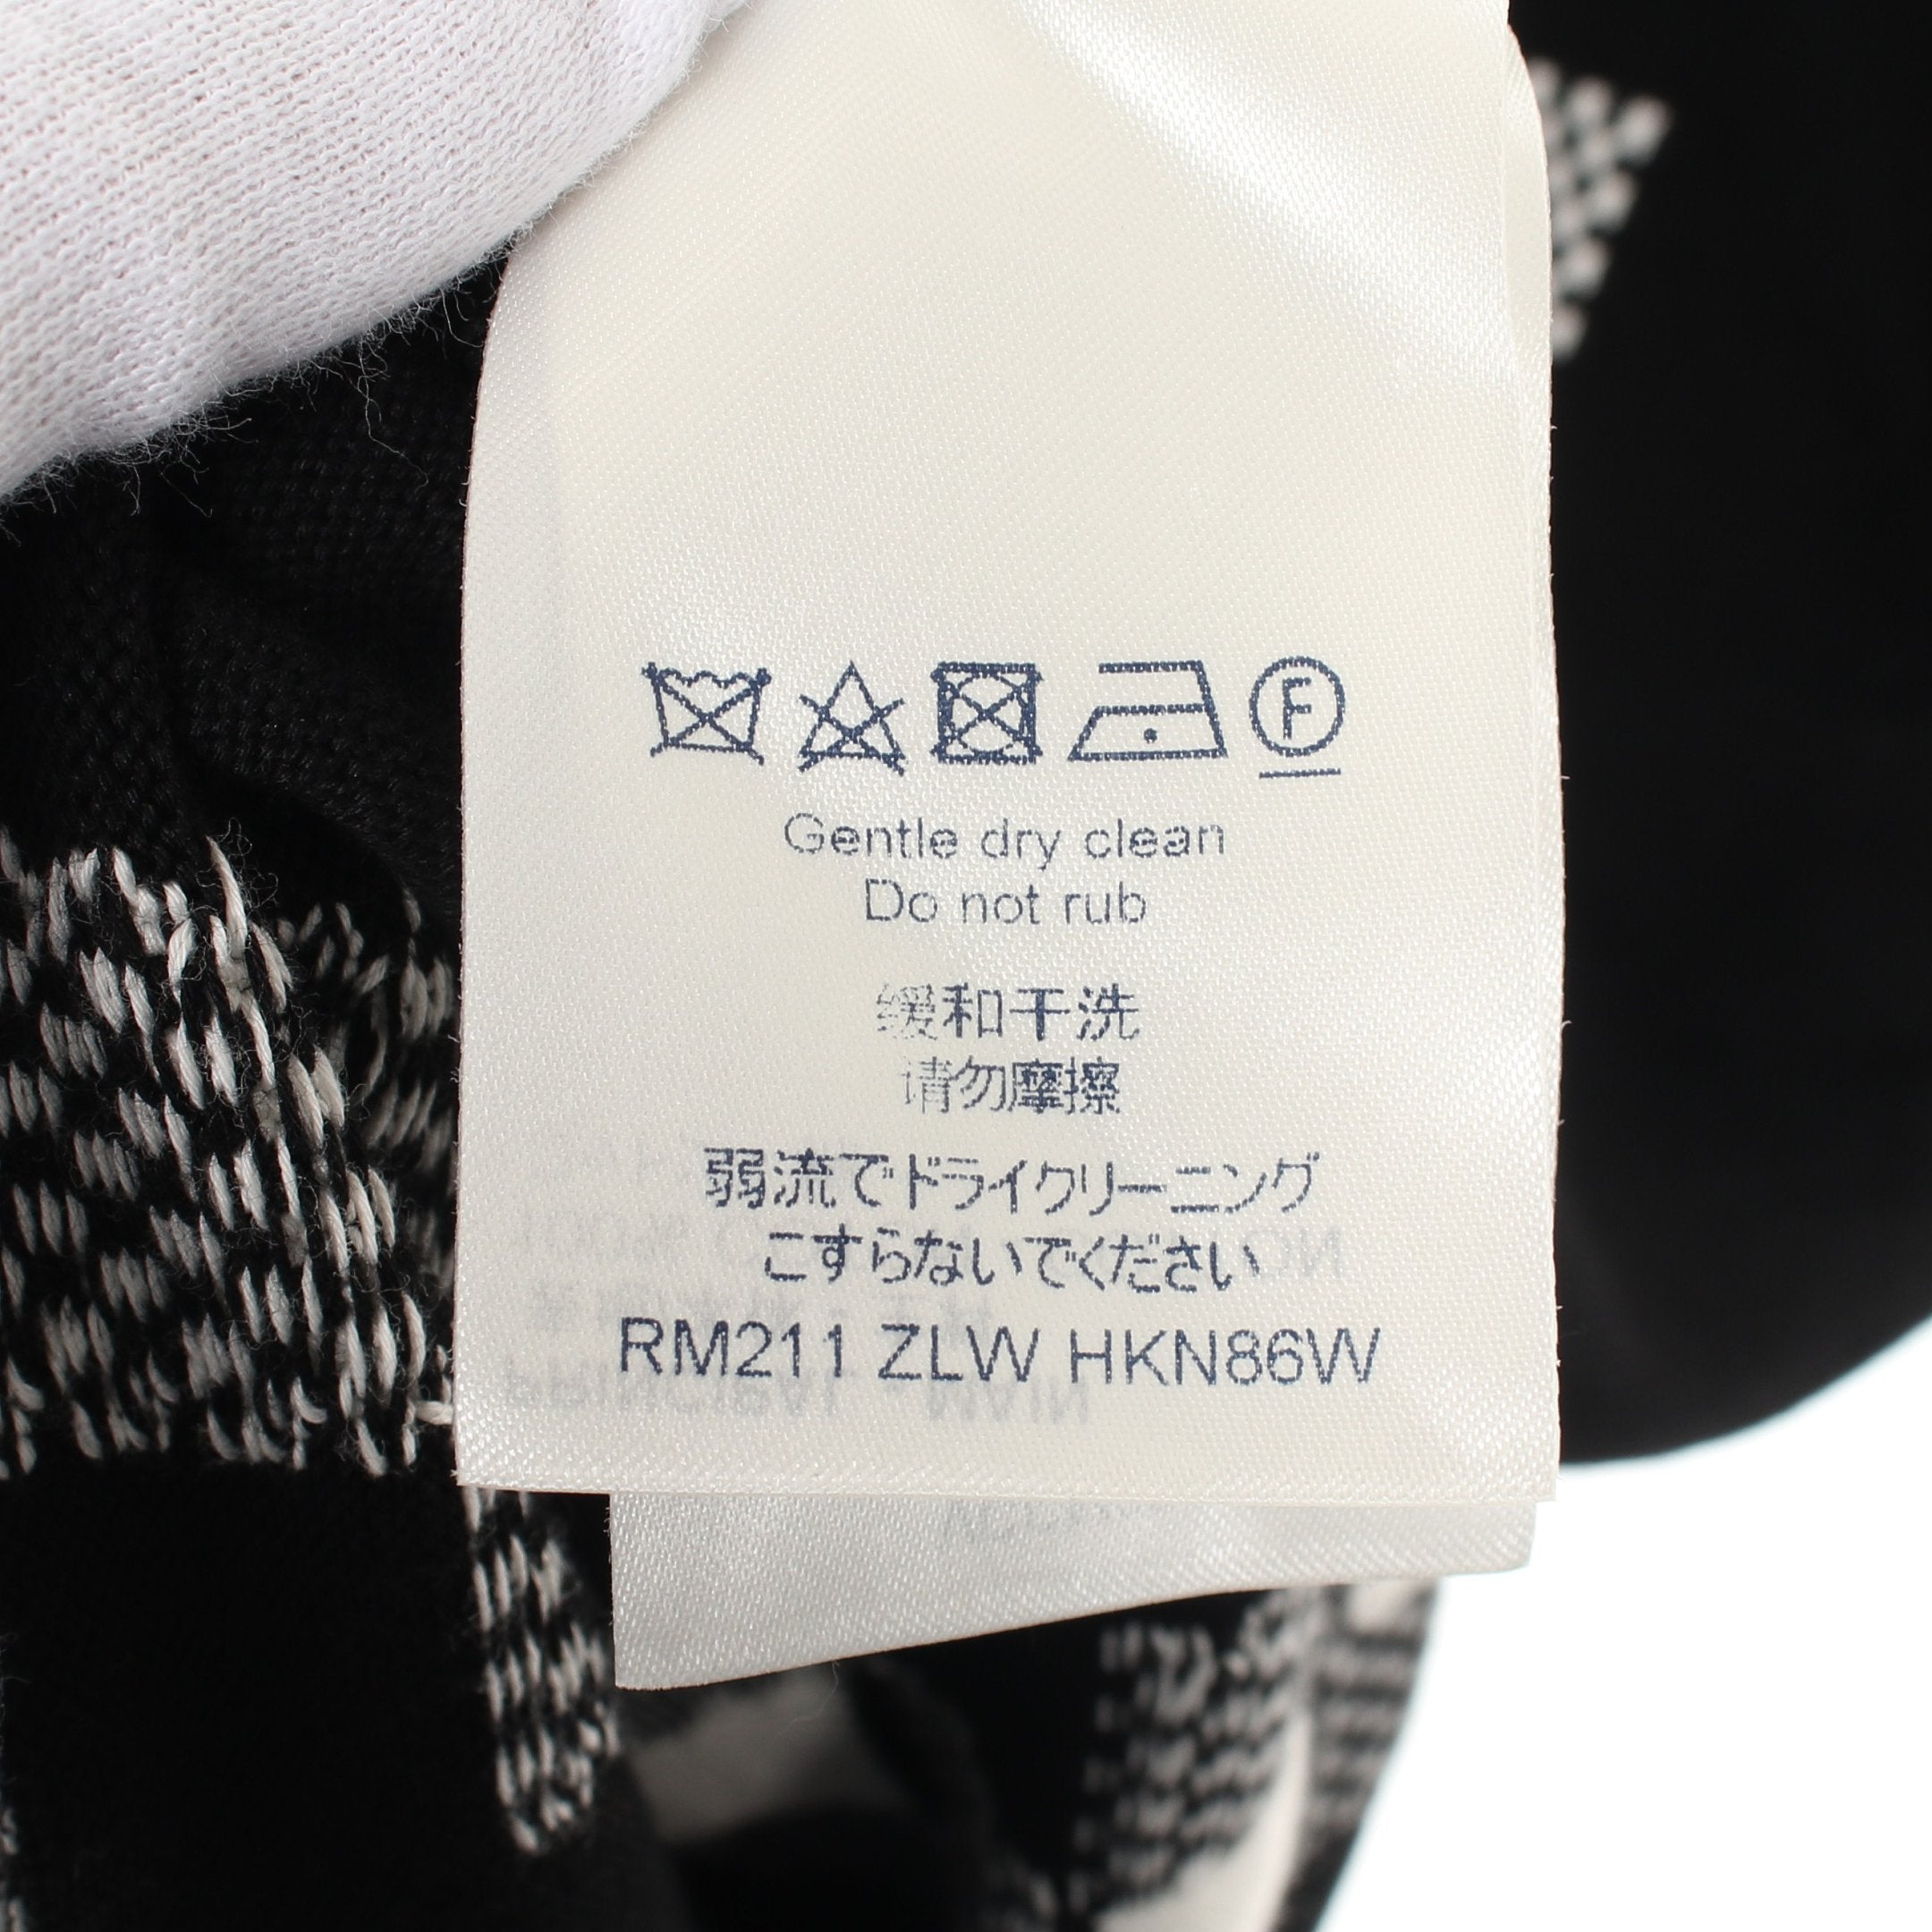 F
Gentle dry clean
Do not rub
缓和干洗
请勿摩擦
弱流でドライクリーニング
こすらないでください
RM211 ZLW HKN86W